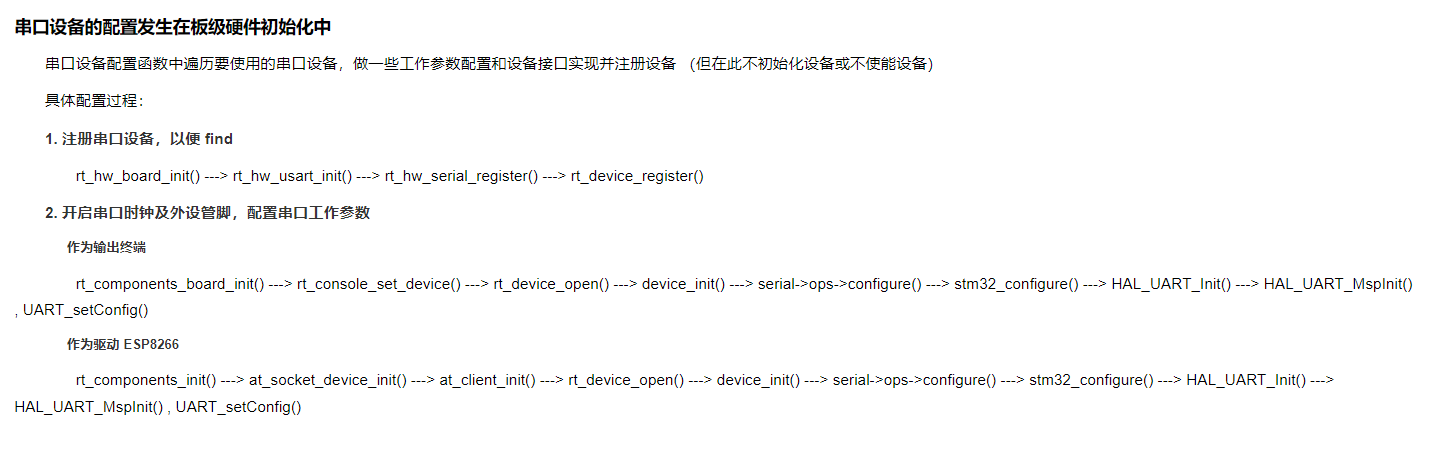 串口设备的配置发生在板级硬件初始化中
串口设备配置函数中遍历要使用的串口设备，做一些工作参数配置和设备接口实现并注册设备 （但在此不初始化设备或不使能设备）
具体配置过程：
1. 注册串口设备，以便 find
rt_hw_board_init() ---> rt_hw_usart_init() ---> rt_hw_serial_register() ---> rt_device_register()
2. 开启串口时钟及外设管脚，配置串口工作参数
作为输出终端
rt_components_board_init() ---> rt_console_set_device() ---> rt_device_open() ---> device_init() ---> serial->ops->configure() ---> stm32_configure() ---> HAL_UART_Init() ---> HAL_UART_MspInit()
, UART_setConfig()
作为驱动 ESP8266
rt_components_init() ---> at_socket_device_init() ---> at_client_init() ---> rt_device_open() ---> device_init() ---> serial->ops->configure() ---> stm32_configure() ---> HAL_UART_Init() --->
HAL_UART_MspInit() , UART_setConfig()